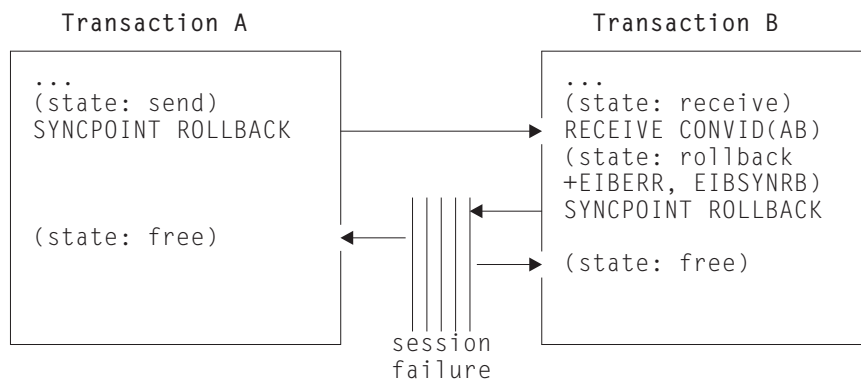 Transaction A
...
(state: send)
SYNCPOINT ROLLBACK
(state: free)
Transaction B
...
(state: receive)
RECEIVE CONVID(AB)
(state: rollback
+EIBERR, EIBSYNRB)
SYNCPOINT ROLLBACK
(state: free)
session
failure